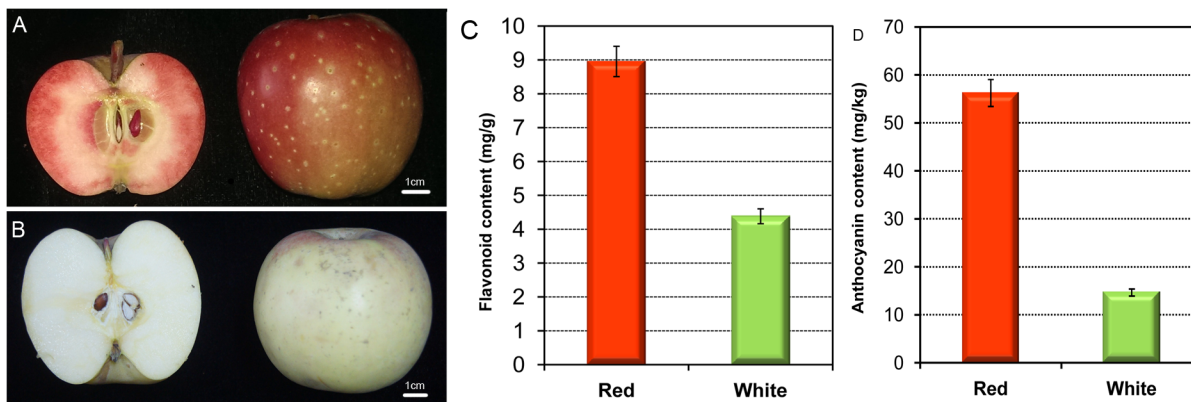 A
1cm
B
1cm
C
Flavonoid content (mg/g)
10
9
8
7
6
5
4
3
2
1
0
Red White
D
Anthocyanin content (mg/kg)
70
60
50
40
30
20
10
0
Red White